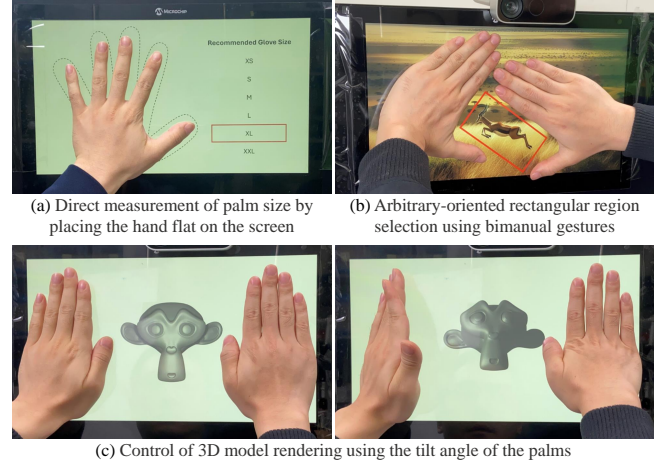 MICROCHIP
Recommended Glove Size
XS
S
M
L
XL
XXL
(a) Direct measurement of palm size by
placing the hand flat on the screen
(b) Arbitrary-oriented rectangular region
selection using bimanual gestures
(c) Control of 3D model rendering using the tilt angle of the palms